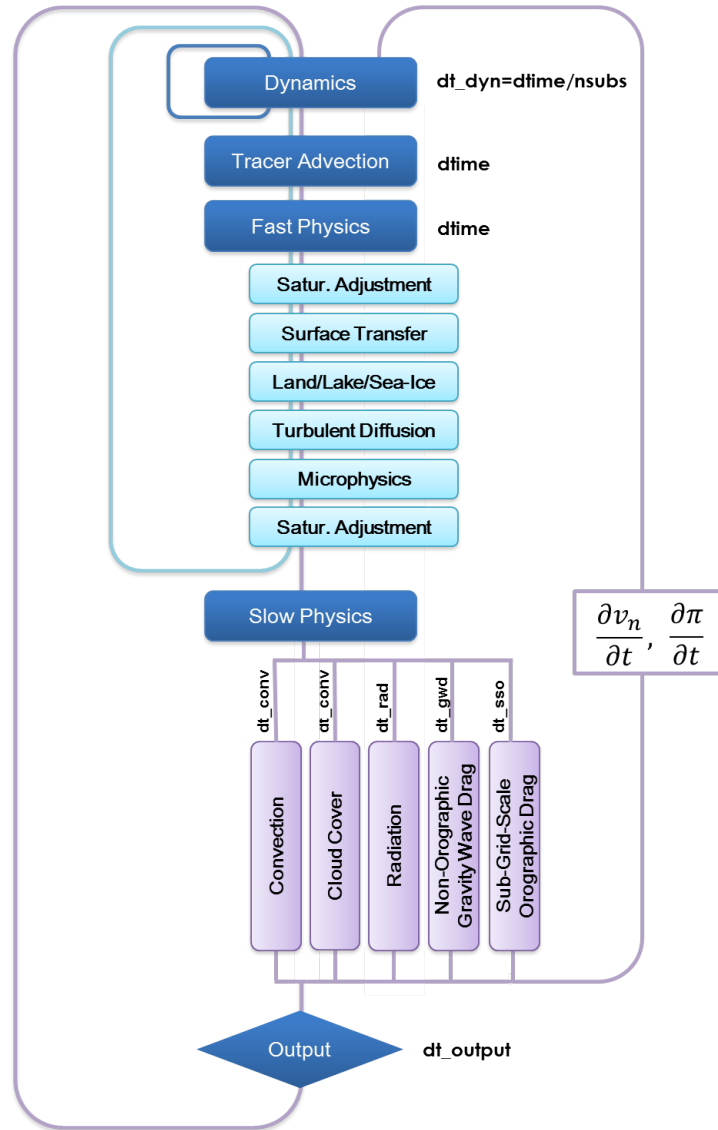 Dynamics
dt_dyn=dtime/nsubs
Tracer Advection
dtime
Fast Physics
dtime
Satur. Adjustment
Surface Transfer
Land/Lake/Sea-Ice
Turbulent Diffusion
Microphysics
Satur. Adjustment
Slow Physics
∂v_n/∂t, ∂π/∂t
dt_conv
dt_conv
dt_rad
dt_gwd
dt_sso
Convection
Cloud Cover
Radiation
Non-Orographic
Gravity Wave Drag
Sub-Grid-Scale
Orographic Drag
Output
dt_output